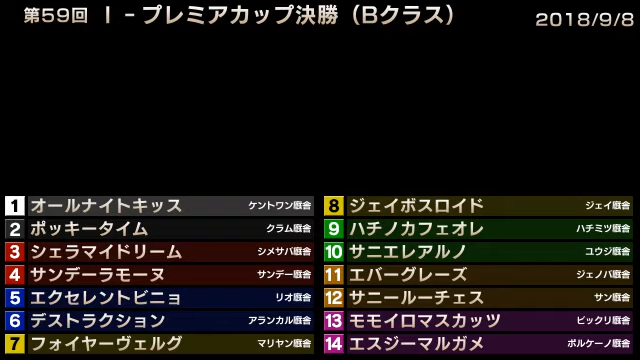 第59回 Ⅰ－プレミアカップ決勝（Bクラス） 2018/9/8
1 オールナイトキッス ケントワン厩舎
2 ポッキータイム クラム厩舎
3 シェラマイドリーム シメサバ厩舎
4 サンデーラモーヌ サンデー厩舎
5 エクセレントビニョ リオ厩舎
6 デストラクション アランカル厩舎
7 フォイヤーヴェルグ マリヤン厩舎
8 ジェイボスロイド ジェイ厩舎
9 ハチノカフェオレ ハチミツ厩舎
10 サニエレアルノ ユウジ厩舎
11 エバーグレーズ ジェノバ厩舎
12 サニールーチェス サン厩舎
13 モモイロマスカッツ ビックリ厩舎
14 エスジーマルガメ ボルケーノ厩舎